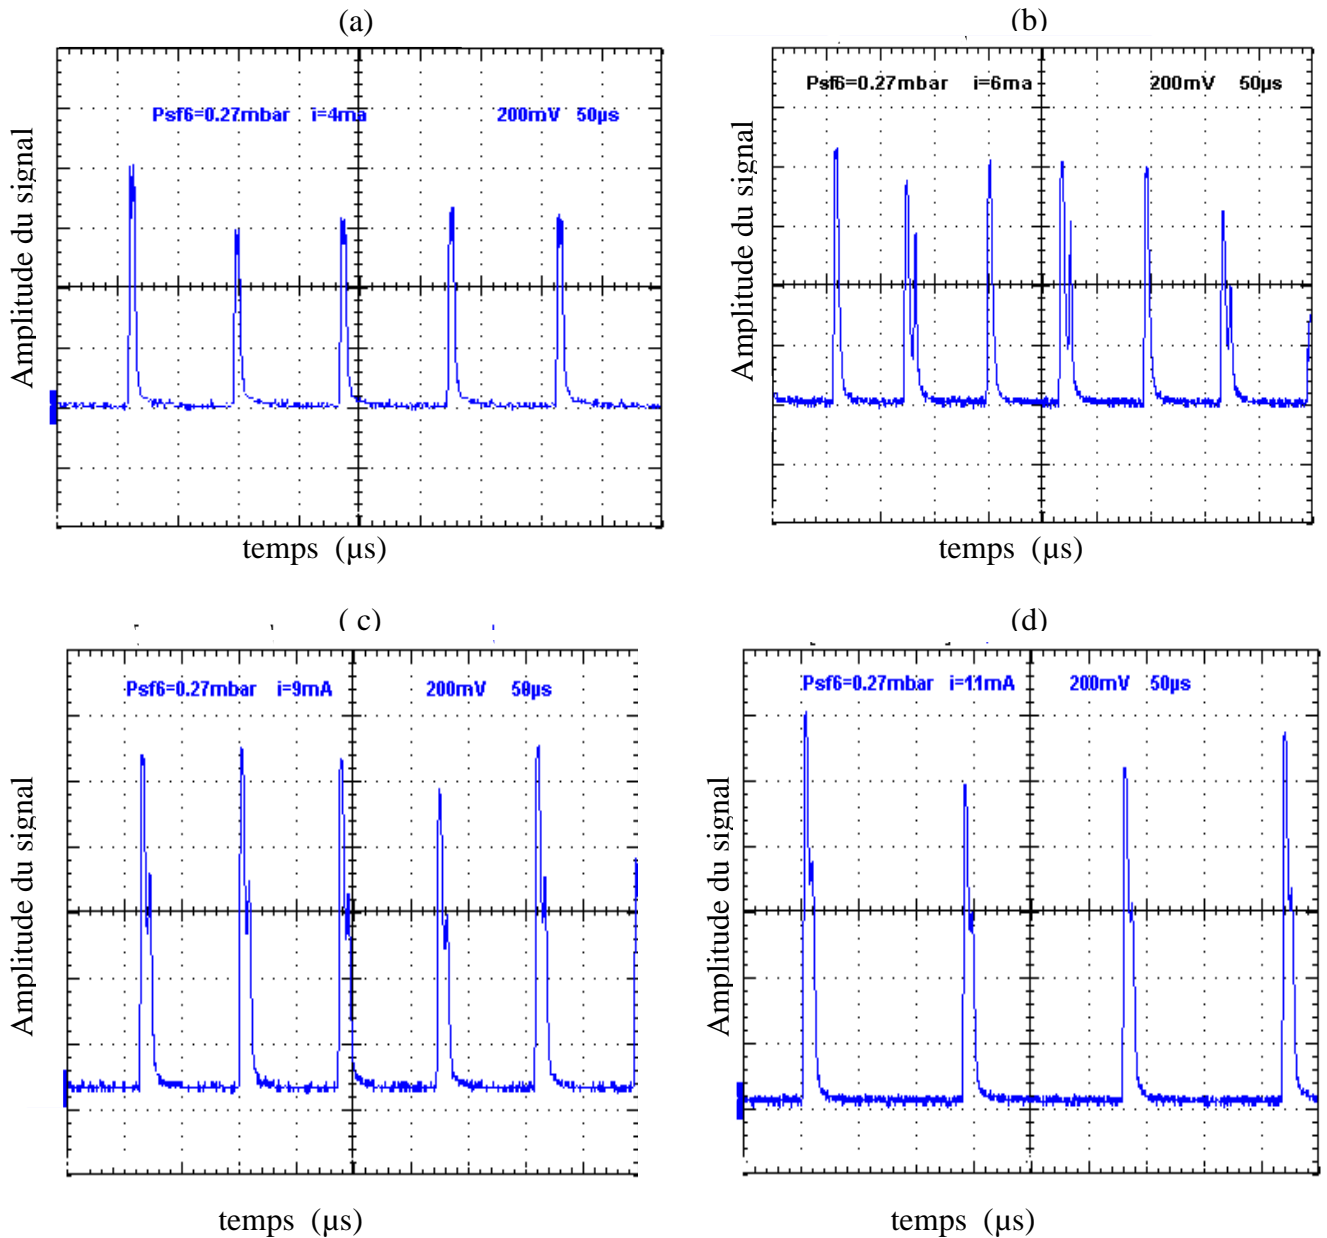 (a)
Psf6=0.27mbar i=4ma 200mV 50µs
Amplitude du signal
temps (µs)
(b)
Psf6=0.27mbar i=6ma 200mV 50µs
Amplitude du signal
temps (µs)
( c)
Psf6=0.27mbar i=9mA 200mV 50µs
Amplitude du signal
temps (µs)
(d)
Psf6=0.27mbar i=11mA 200mV 50µs
Amplitude du signal
temps (µs)